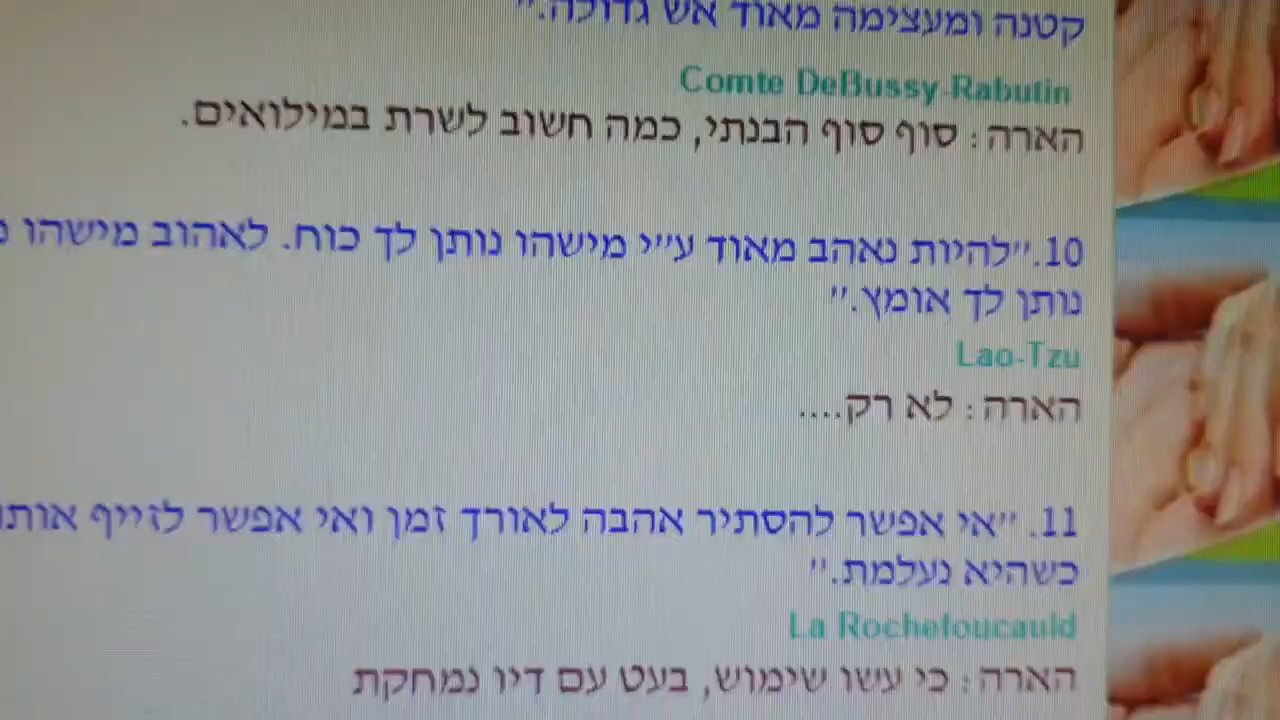 קטנה ומעצימה מאוד אש גדולה."
Comte DeBussy-Rabutin
הארה: סוף סוף הבנתי, כמה חשוב לשרת במילואים.
10."להיות נאהב מאוד ע"י מישהו נותן לך כוח. לאהוב מישהו
נותן לך אומץ."
Lao-Tzu
הארה: לא רק....
11. "אי אפשר להסתיר אהבה לאורך זמן ואי אפשר לזייף
כשהיא נעלמת."
La Rochefoucauld
הארה: כי עשו שימוש, בעט עם דיו נמחקת